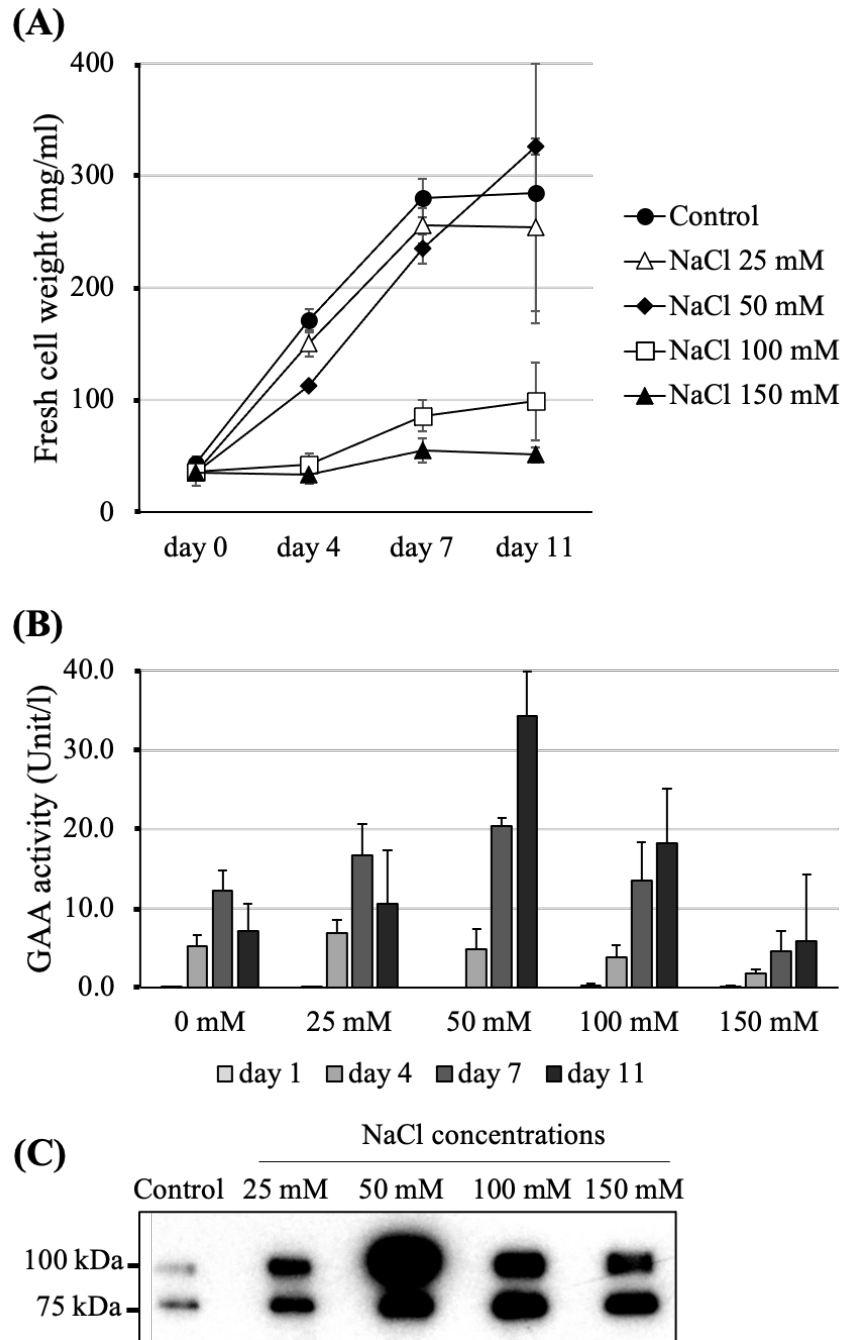 (A)
Fresh cell weight (mg/ml)
400
300
200
100
0
day 0 day 4 day 7 day 11
Control
NaCl 25 mM
NaCl 50 mM
NaCl 100 mM
NaCl 150 mM
(B)
GAA activity (Unit/l)
40.0
30.0
20.0
10.0
0.0
0 mM 25 mM 50 mM 100 mM 150 mM
day 1 day 4 day 7 day 11
(C)
NaCl concentrations
Control 25 mM 50 mM 100 mM 150 mM
100 kDa
75 kDa